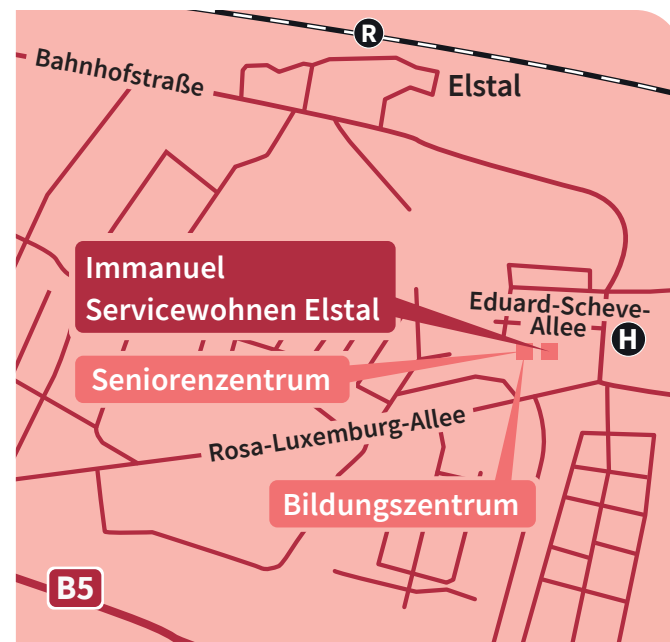 R
Bahnhofstraße
Elstal
Immanuel
Servicewohnen Elstal
Eduard-Scheve-
Allee
H
Seniorenzentrum
Rosa-Luxemburg-Allee
Bildungszentrum
B5